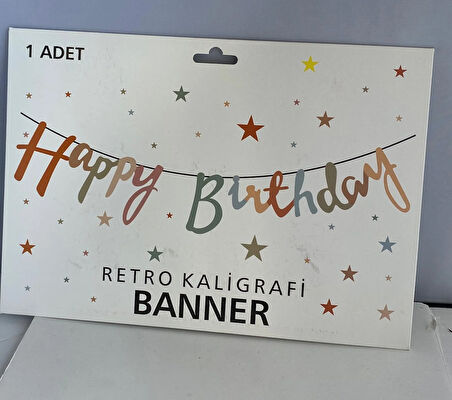 1 ADET
Happy Birthday
RETRO KALİGRAFİ
BANNER